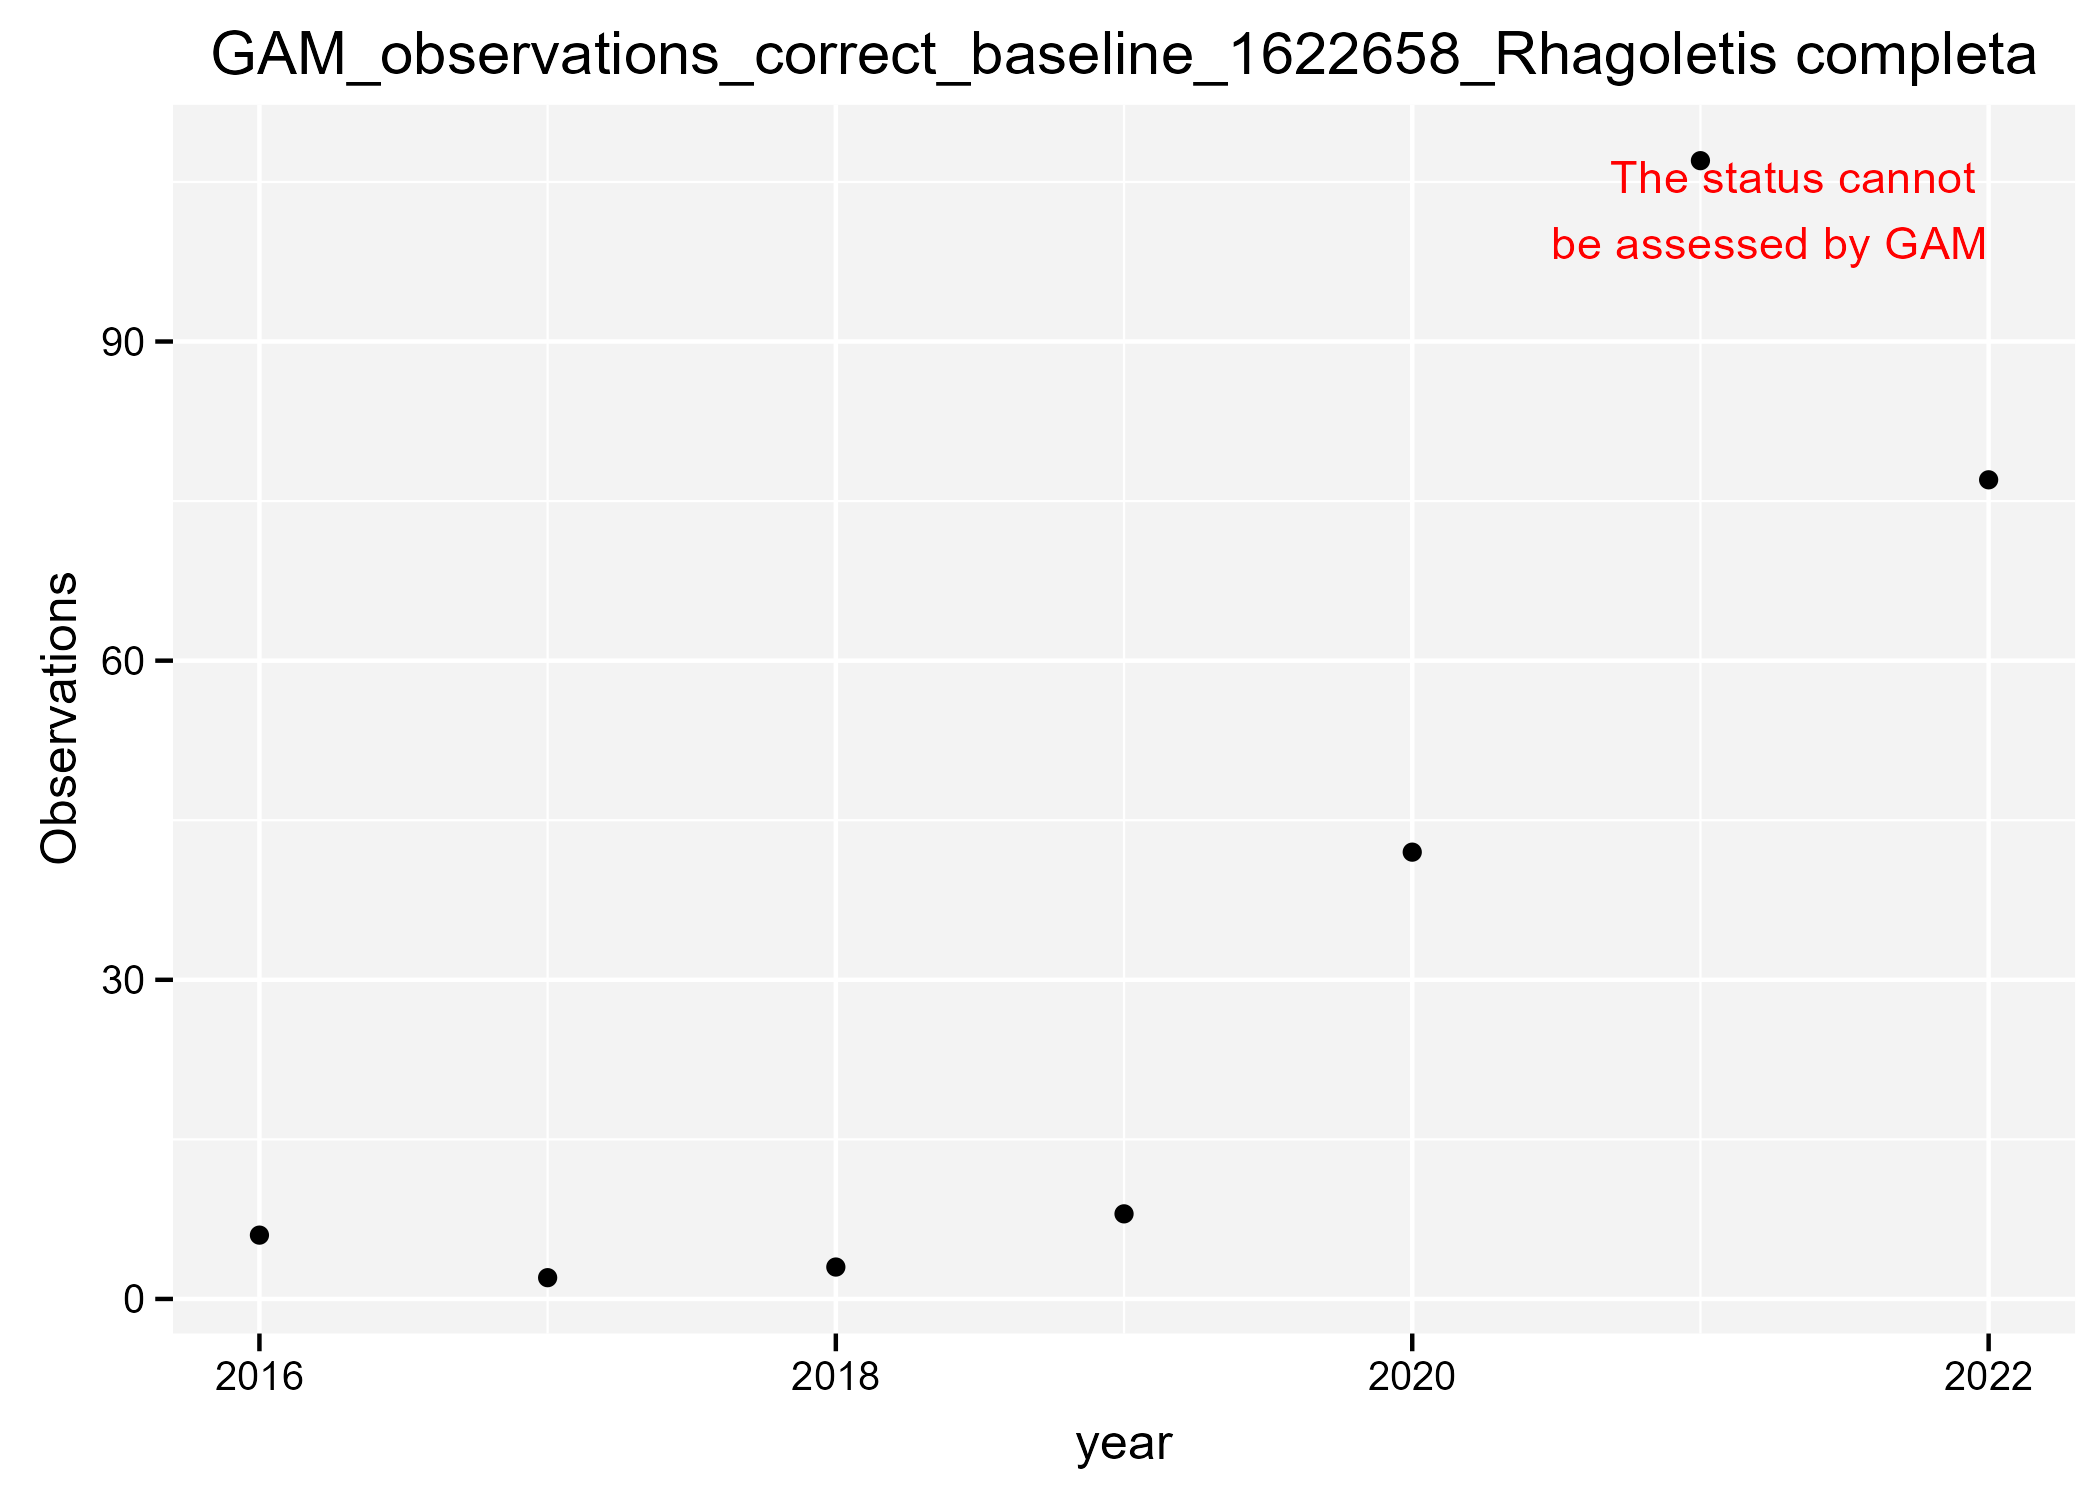 GAM_observations_correct_baseline_1622658_Rhagoletis completa
The status cannot
be assessed by GAM
90
60
30
0
Observations
2016 2018 2020 2022
year